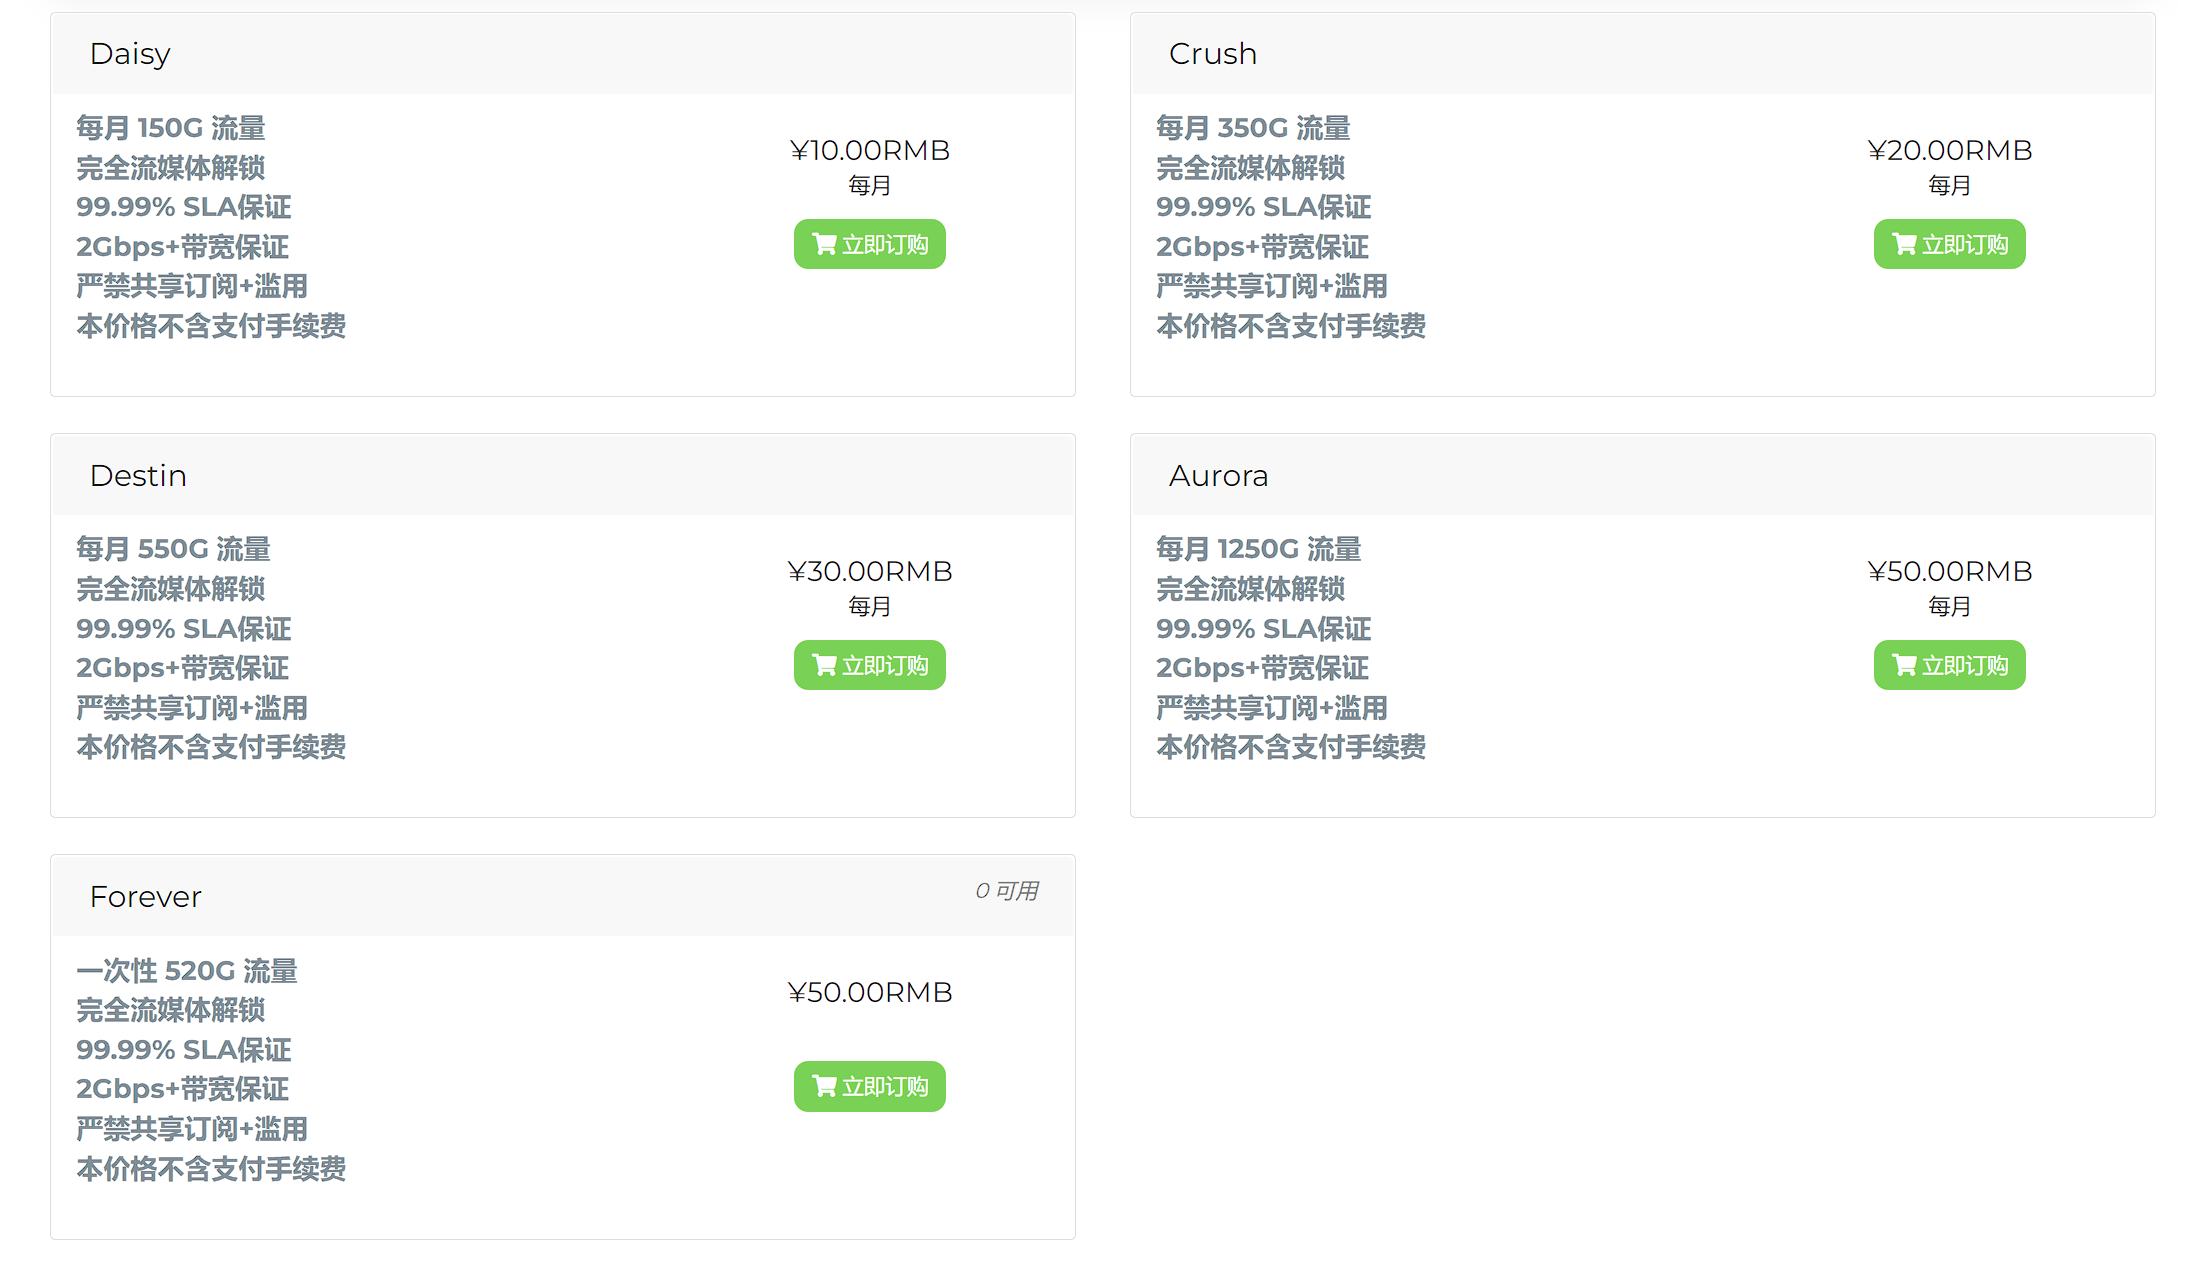 Daisy
每月 150G 流量
完全流媒体解锁
99.99% SLA保证
2Gbps+带宽保证
严禁共享订阅+滥用
本价格不含支付手续费
¥10.00RMB
每月
立即订购
Crush
每月 350G 流量
完全流媒体解锁
99.99% SLA保证
2Gbps+带宽保证
严禁共享订阅+滥用
本价格不含支付手续费
¥20.00RMB
每月
立即订购
Destin
每月 550G 流量
完全流媒体解锁
99.99% SLA保证
2Gbps+带宽保证
严禁共享订阅+滥用
本价格不含支付手续费
¥30.00RMB
每月
立即订购
Aurora
每月 1250G 流量
完全流媒体解锁
99.99% SLA保证
2Gbps+带宽保证
严禁共享订阅+滥用
本价格不含支付手续费
¥50.00RMB
每月
立即订购
Forever
0 可用
一次性 520G 流量
完全流媒体解锁
99.99% SLA保证
2Gbps+带宽保证
严禁共享订阅+滥用
本价格不含支付手续费
¥50.00RMB
立即订购